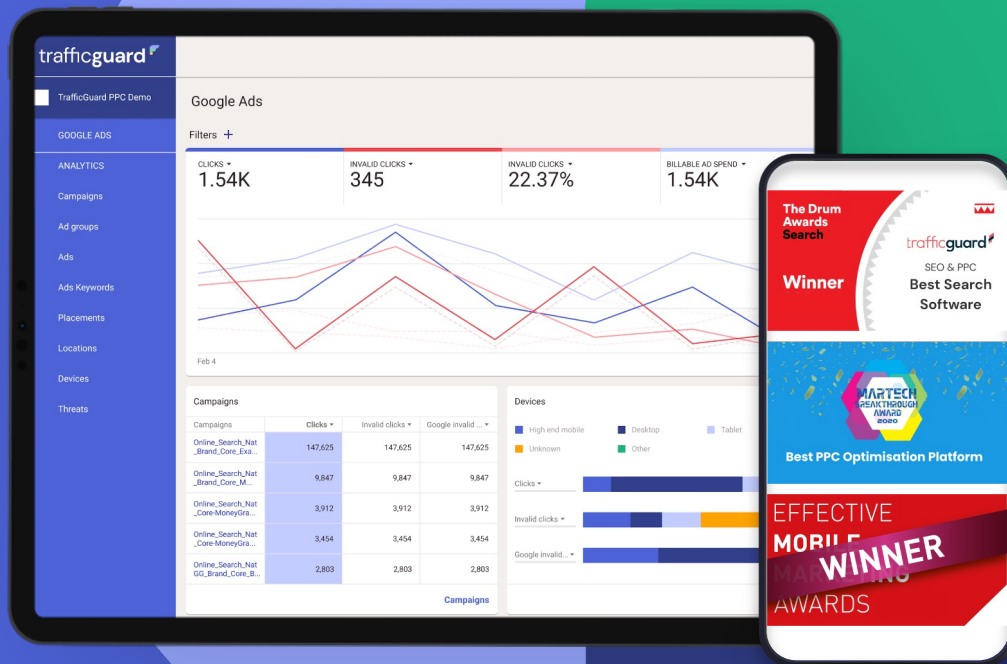 trafficguard
TrafficGuard PPC Demo
GOOGLE ADS
ANALYTICS
Campaigns
Ad groups
Ads
Ads Keywords
Placements
Locations
Devices
Threats
Google Ads
Filters +
CLICKS
1.54K
INVALID CLICKS
345
INVALID CLICKS
22.37%
BILLABLE AD SPEND
1.54K
Feb 4
Campaigns
Campaigns Clicks Invalid clicks Google invalid ...
Online_Search_Nat
_Brand_Core_Exa... 147,625 147,625 147,625
Online_Search_Nat
_Brand_Core_M... 9,847 9,847 9,847
Online_Search_Nat
_Core-MoneyGra... 3,912 3,912 3,912
Online_Search_Nat
_Core-MoneyGra... 3,454 3,454 3,454
Online_Search_Nat
GG_Brand_Core_B... 2,803 2,803 2,803
Campaigns
Devices
High end mobile Desktop Tablet
Unknown Other
Clicks
Invalid clicks
Google invalid...
The Drum
Awards
Search
Winner
trafficguard
SEO & PPC
Best Search
Software
MARTECH
BREAKTHROUGH
AWARD
2020
Best PPC Optimisation Platform
EFFECTIVE
MOBILE
MARKETING
AWARDS
WINNER